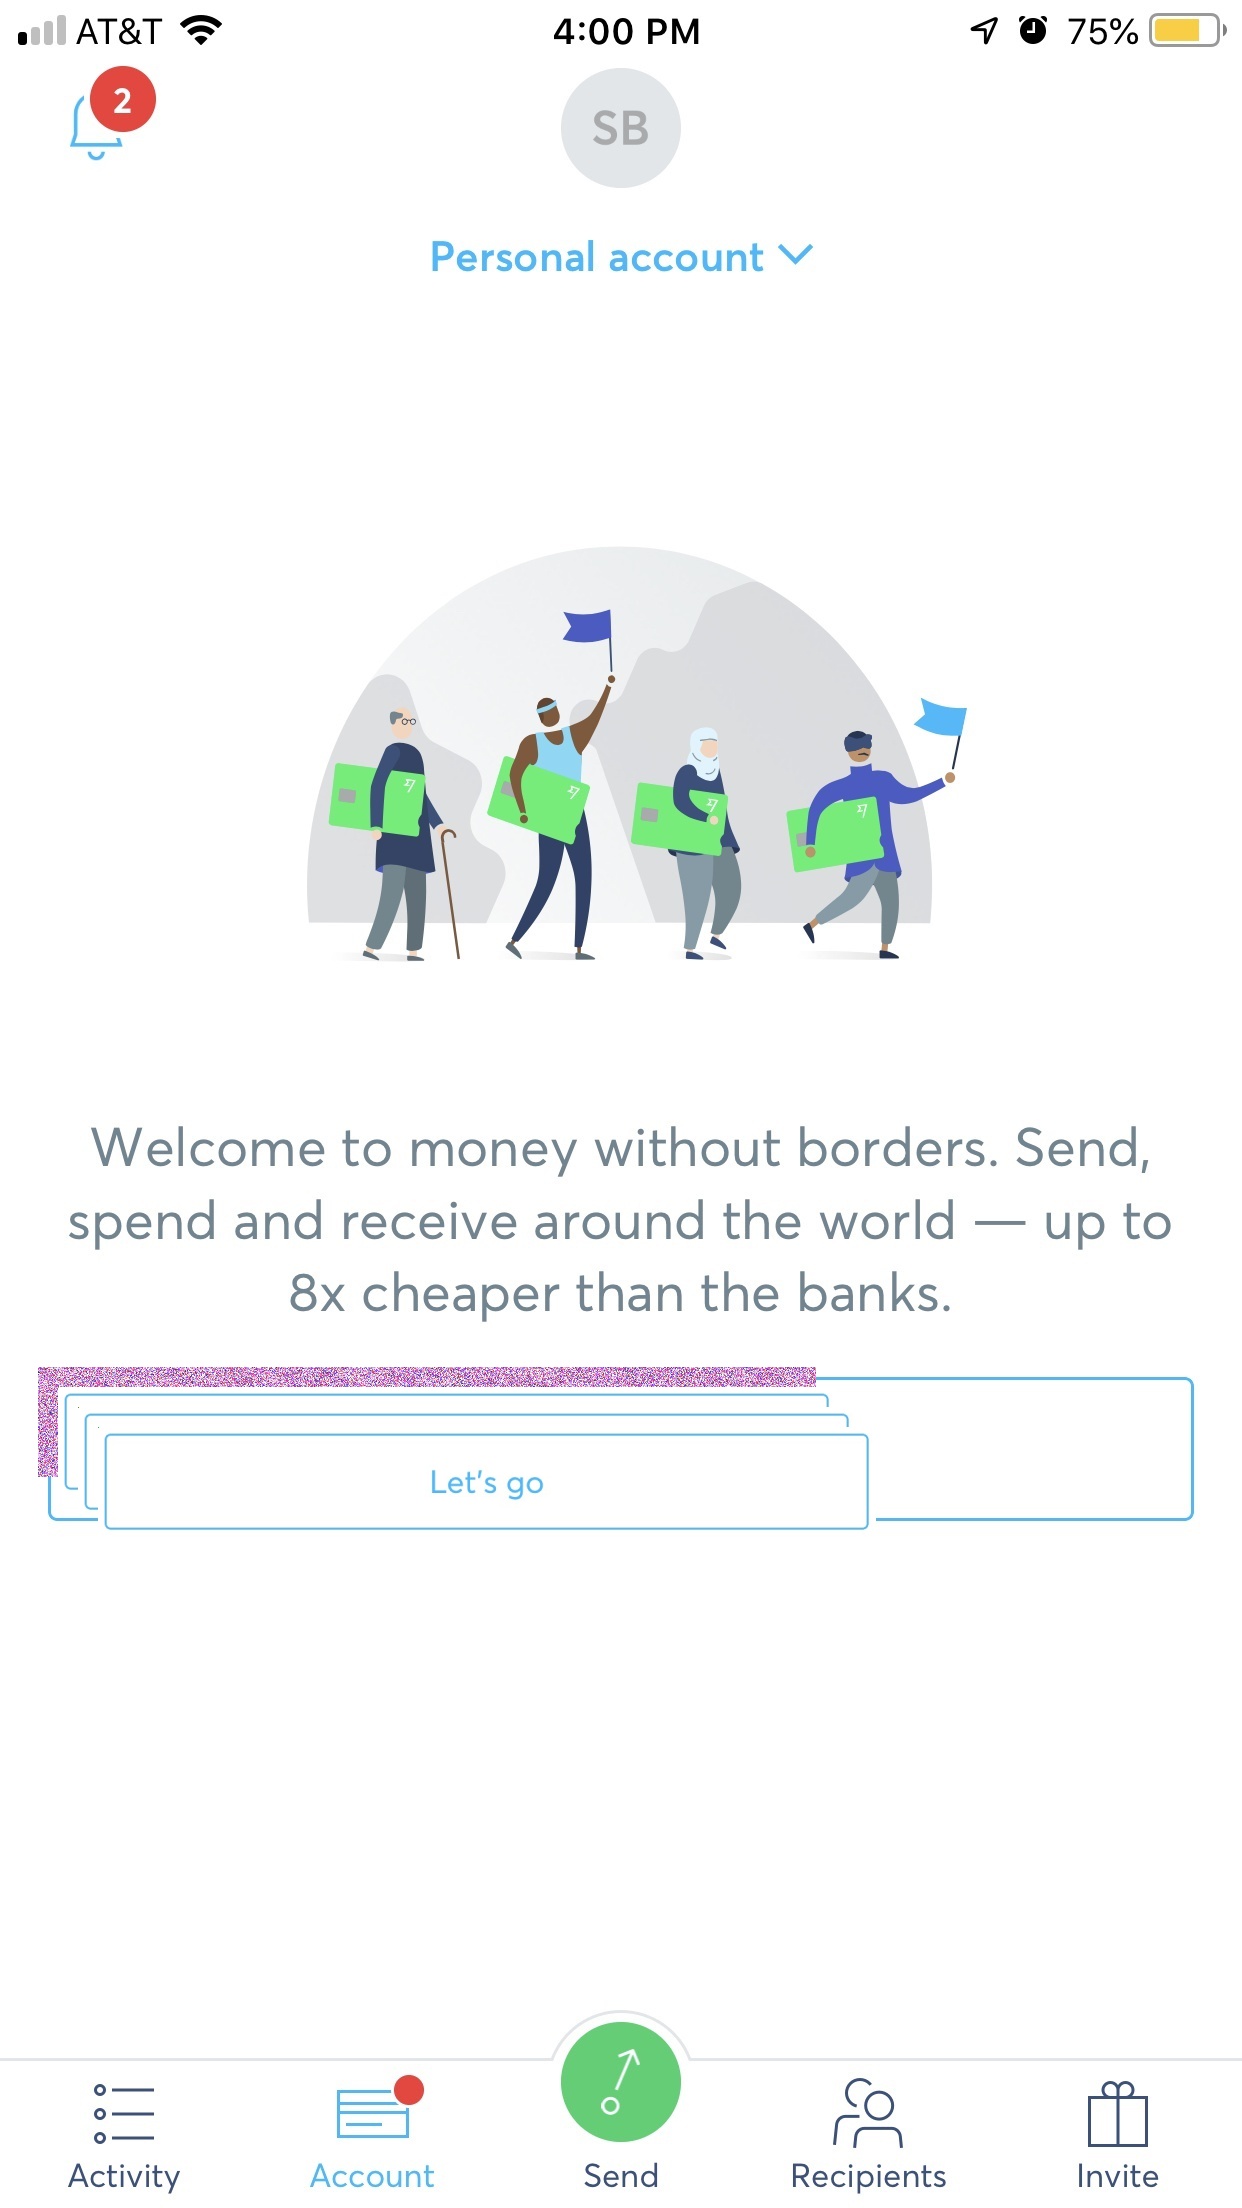 AT&T 4:00 PM 75%
2
SB
Personal account
Welcome to money without borders. Send,
spend and receive around the world — up to
8x cheaper than the banks.
Let's go
Activity Account Send Recipients Invite